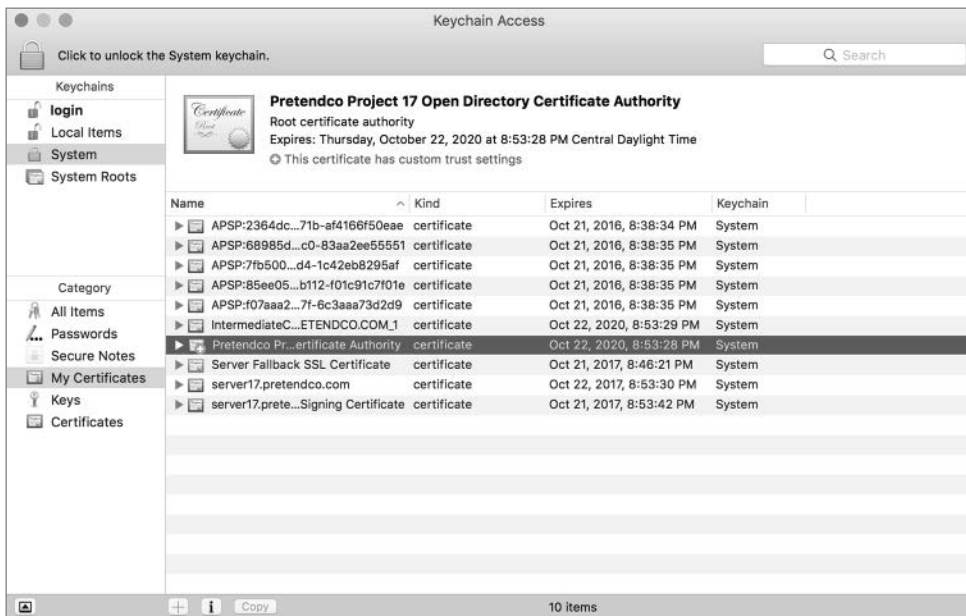 Keychain Access
Click to unlock the System keychain.
Search
Keychains
login
Local Items
System
System Roots
Certificate
Root
Pretendco Project 17 Open Directory Certificate Authority
Root certificate authority
Expires: Thursday, October 22, 2020 at 8:53:28 PM Central Daylight Time
This certificate has custom trust settings
Name Kind Expires Keychain
APSP:2364dc...71b-af4166f50eae certificate Oct 21, 2016, 8:38:34 PM System
APSP:68985d...c0-83aa2ee55551 certificate Oct 21, 2016, 8:38:35 PM System
APSP:7fb500...d4-1c42eb8295af certificate Oct 21, 2016, 8:38:35 PM System
APSP:85ee05...b112-f01c91c7f01e certificate Oct 21, 2016, 8:38:35 PM System
APSP:f07aaa2...7f-6c3aaa73d2d9 certificate Oct 21, 2016, 8:38:35 PM System
IntermediateC...ETENDCO.COM_1 certificate Oct 22, 2020, 8:53:29 PM System
Pretendco Pr...ertificate Authority certificate Oct 22, 2020, 8:53:28 PM System
Server Fallback SSL Certificate certificate Oct 21, 2017, 8:46:21 PM System
server17.pretendco.com certificate Oct 22, 2017, 8:53:30 PM System
server17.prete...Signing Certificate certificate Oct 21, 2017, 8:53:42 PM System
Category
All Items
Passwords
Secure Notes
My Certificates
Keys
Certificates
Copy
10 items